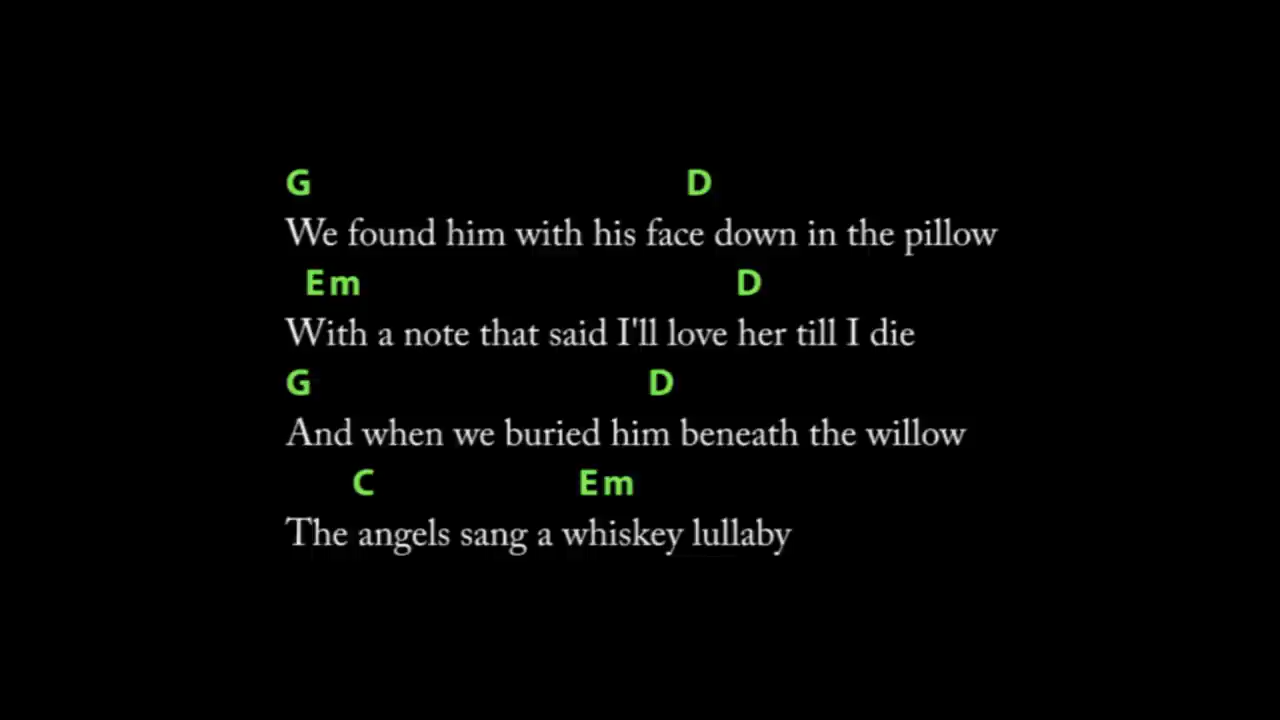 G D
We found him with his face down in the pillow
Em D
With a note that said I'll love her till I die
G D
And when we buried him beneath the willow
C Em
The angels sang a whiskey lullaby